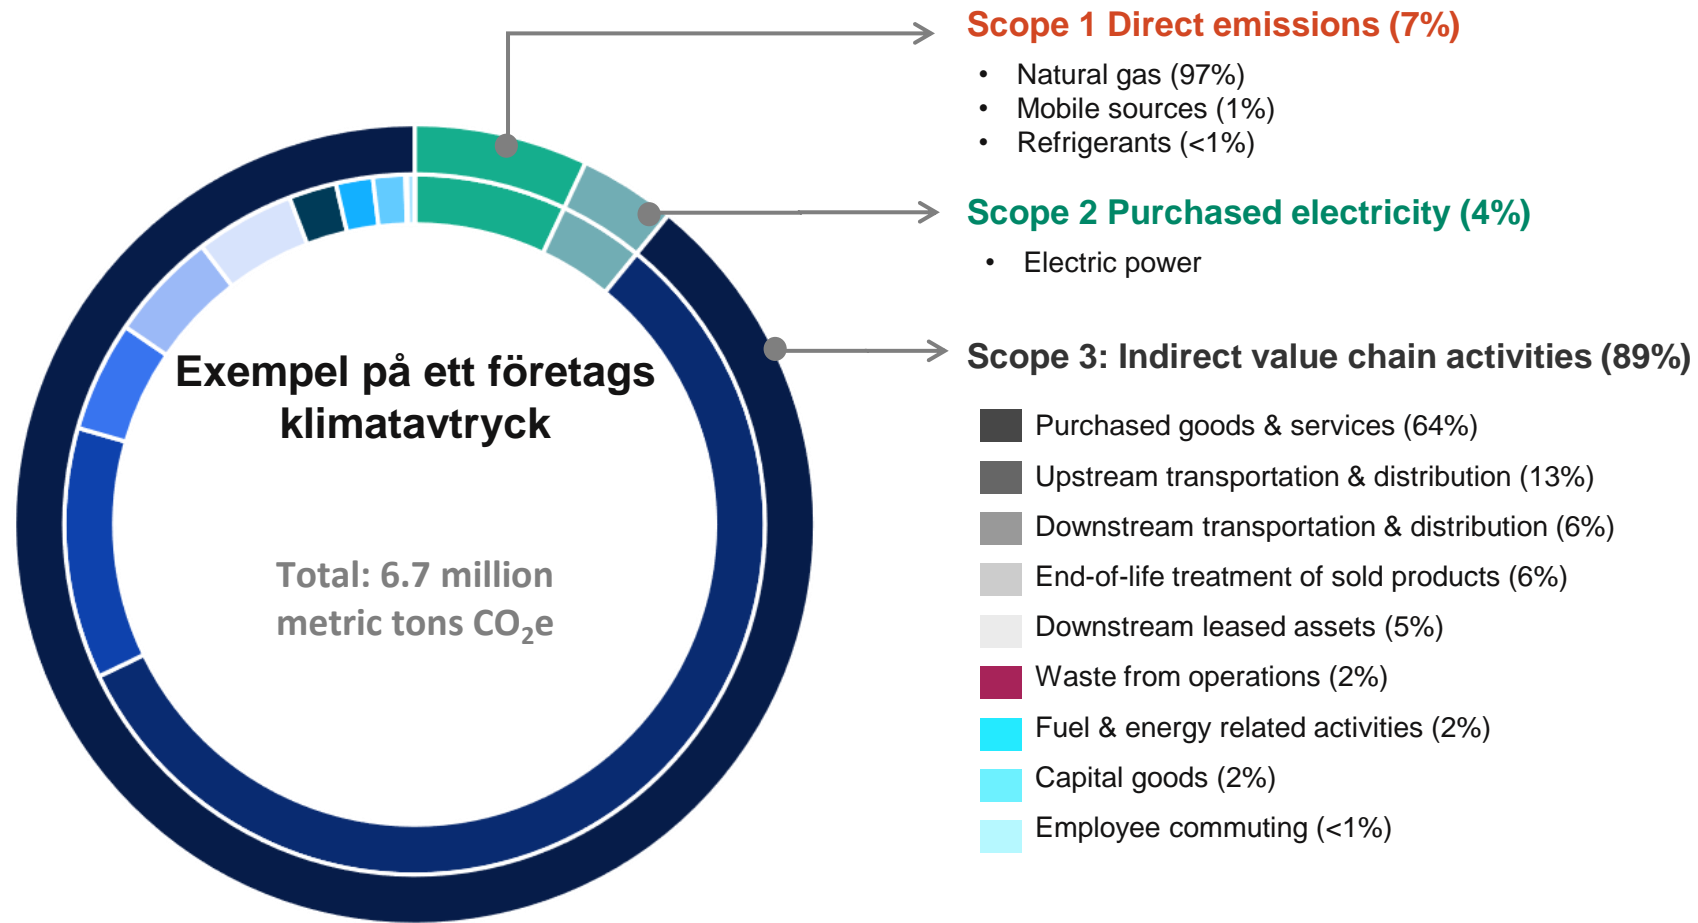 Scope 1 Direct emissions (7%)
• Natural gas (97%)
• Mobile sources (1%)
• Refrigerants (<1%)
Scope 2 Purchased electricity (4%)
• Electric power
Scope 3: Indirect value chain activities (89%)
Purchased goods & services (64%)
Upstream transportation & distribution (13%)
Downstream transportation & distribution (6%)
End-of-life treatment of sold products (6%)
Downstream leased assets (5%)
Waste from operations (2%)
Fuel & energy related activities (2%)
Capital goods (2%)
Employee commuting (<1%)
Exempel på ett företags
klimatavtryck
Total: 6.7 million
metric tons CO₂e